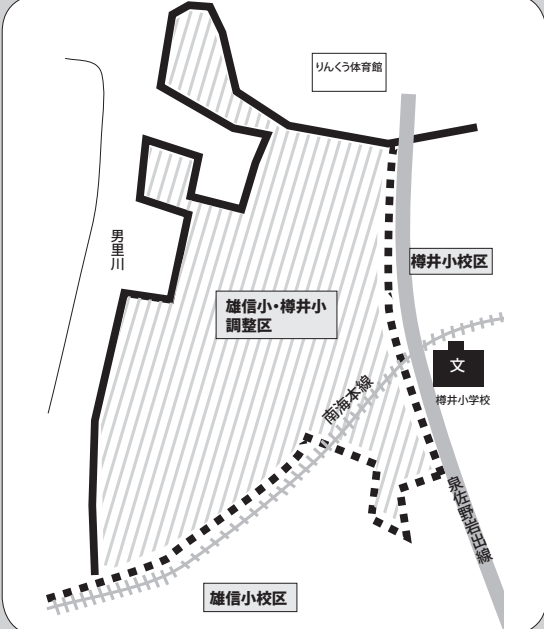 りんくう体育館
男里川
樽井小校区
雄信小・樽井小
調整区
文
樽井小学校
南海本線
泉佐野岩出線
雄信小校区